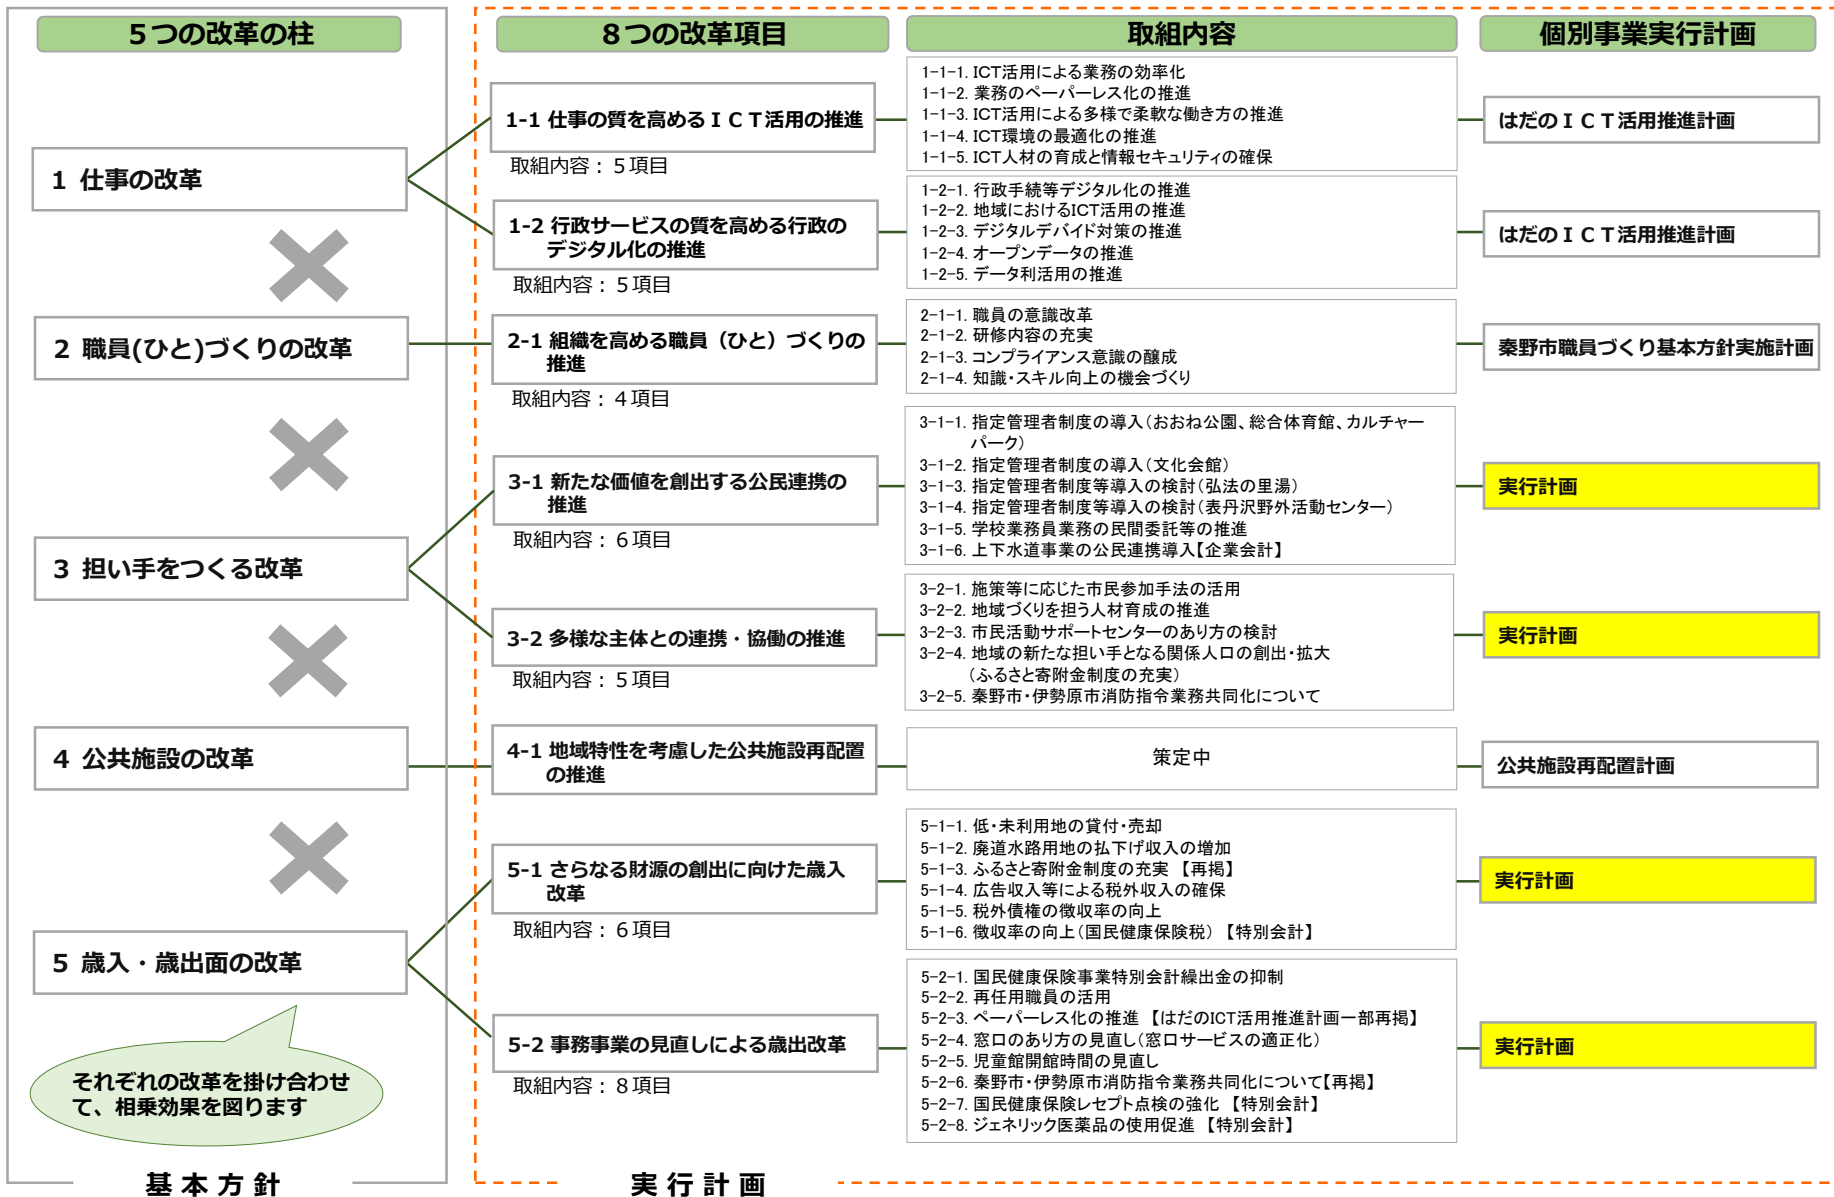 5つの改革の柱
8つの改革項目
取組内容
個別事業実行計画
1 仕事の改革
2 職員(ひと)づくりの改革
3 担い手をつくる改革
4 公共施設の改革
5 歳入・歳出面の改革
それぞれの改革を掛け合わせ
て、相乗効果を図ります
基本方針
1-1 仕事の質を高めるＩＣＴ活用の推進
取組内容：５項目
1-1-1. ICT活用による業務の効率化
1-1-2. 業務のペーパーレス化の推進
1-1-3. ICT活用による多様で柔軟な働き方の推進
1-1-4. ICT環境の最適化の推進
1-1-5. ICT人材の育成と情報セキュリティの確保
はだのＩＣＴ活用推進計画
1-2 行政サービスの質を高める行政の
デジタル化の推進
取組内容：５項目
1-2-1. 行政手続等デジタル化の推進
1-2-2. 地域におけるICT活用の推進
1-2-3. デジタルデバイド対策の推進
1-2-4. オープンデータの推進
1-2-5. データ利活用の推進
はだのＩＣＴ活用推進計画
2-1 組織を高める職員（ひと）づくりの
推進
取組内容：４項目
2-1-1. 職員の意識改革
2-1-2. 研修内容の充実
2-1-3. コンプライアンス意識の醸成
2-1-4. 知識・スキル向上の機会づくり
秦野市職員づくり基本方針実施計画
3-1 新たな価値を創出する公民連携の
推進
取組内容：６項目
3-1-1. 指定管理者制度の導入（おおね公園、総合体育館、カルチャー
パーク）
3-1-2. 指定管理者制度の導入（文化会館）
3-1-3. 指定管理者制度等導入の検討（弘法の里湯）
3-1-4. 指定管理者制度等導入の検討（表丹沢野外活動センター）
3-1-5. 学校業務員業務の民間委託等の推進
3-1-6. 上下水道事業の公民連携導入【企業会計】
実行計画
3-2 多様な主体との連携・協働の推進
取組内容：５項目
3-2-1. 施策等に応じた市民参加手法の活用
3-2-2. 地域づくりを担う人材育成の推進
3-2-3. 市民活動サポートセンターのあり方の検討
3-2-4. 地域の新たな担い手となる関係人口の創出・拡大
（ふるさと寄附金制度の充実）
3-2-5. 秦野市・伊勢原市消防指令業務共同化について
実行計画
4-1 地域特性を考慮した公共施設再配置
の推進
策定中
公共施設再配置計画
5-1 さらなる財源の創出に向けた歳入
改革
取組内容：６項目
5-1-1. 低・未利用地の貸付・売却
5-1-2. 廃道水路用地の払下げ収入の増加
5-1-3. ふるさと寄附金制度の充実 【再掲】
5-1-4. 広告収入等による税外収入の確保
5-1-5. 税外債権の徴収率の向上
5-1-6. 徴収率の向上（国民健康保険税） 【特別会計】
実行計画
5-2 事務事業の見直しによる歳出改革
取組内容：８項目
5-2-1. 国民健康保険事業特別会計繰出金の抑制
5-2-2. 再任用職員の活用
5-2-3. ペーパーレス化の推進 【はだのICT活用推進計画一部再掲】
5-2-4. 窓口のあり方の見直し（窓口サービスの適正化）
5-2-5. 児童館開館時間の見直し
5-2-6. 秦野市・伊勢原市消防指令業務共同化について【再掲】
5-2-7. 国民健康保険レセプト点検の強化 【特別会計】
5-2-8. ジェネリック医薬品の使用促進 【特別会計】
実行計画
実行計画